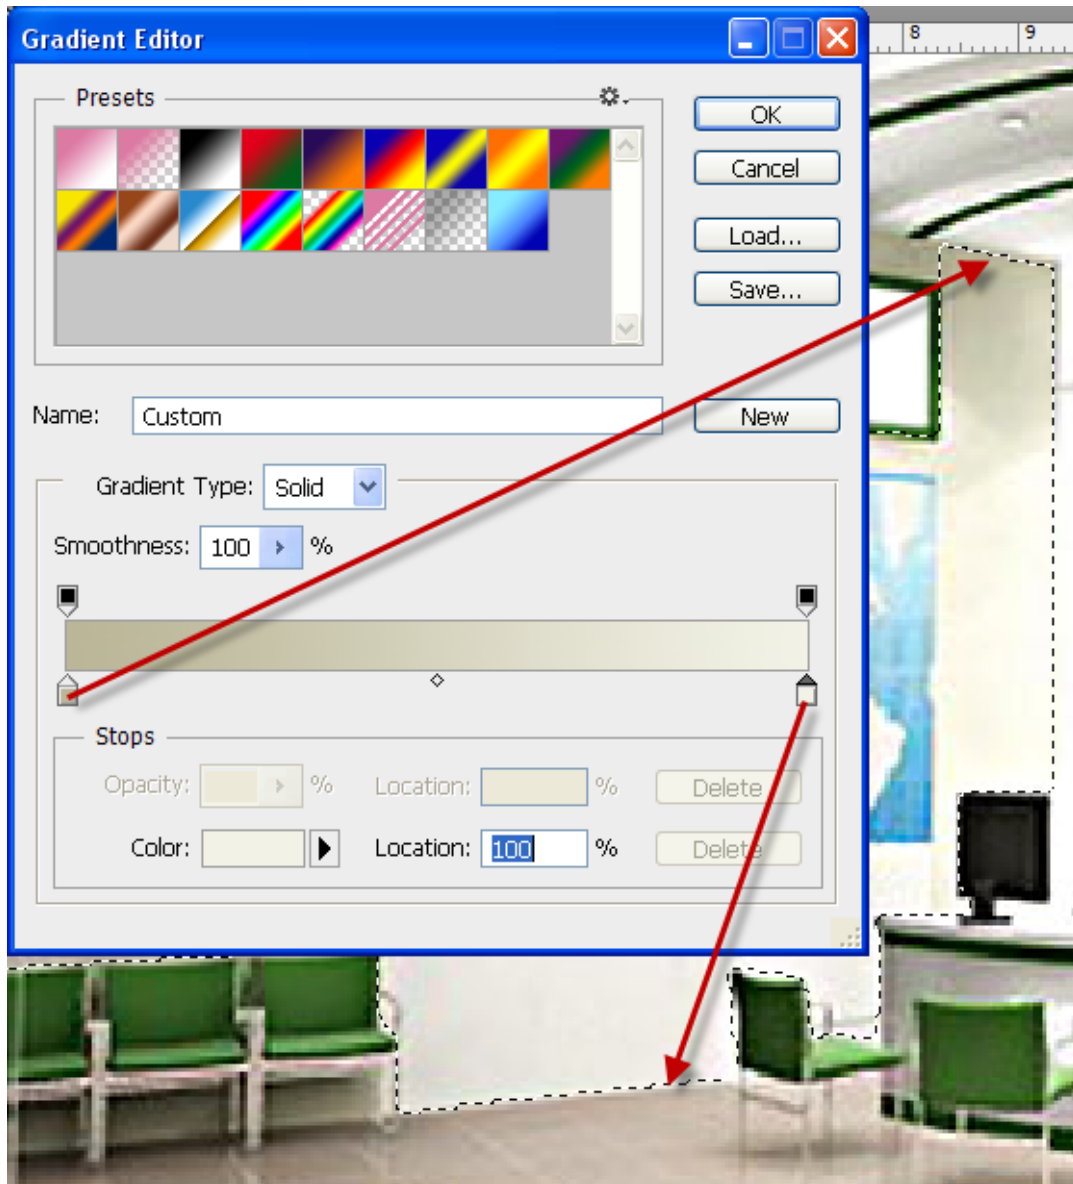 Gradient Editor
8 9
Presets
OK
Cancel
Load...
Save...
Name: Custom New
Gradient Type: Solid
Smoothness: 100 %
Stops
Opacity: % Location: % Delete
Color: Location: 100 % Delete